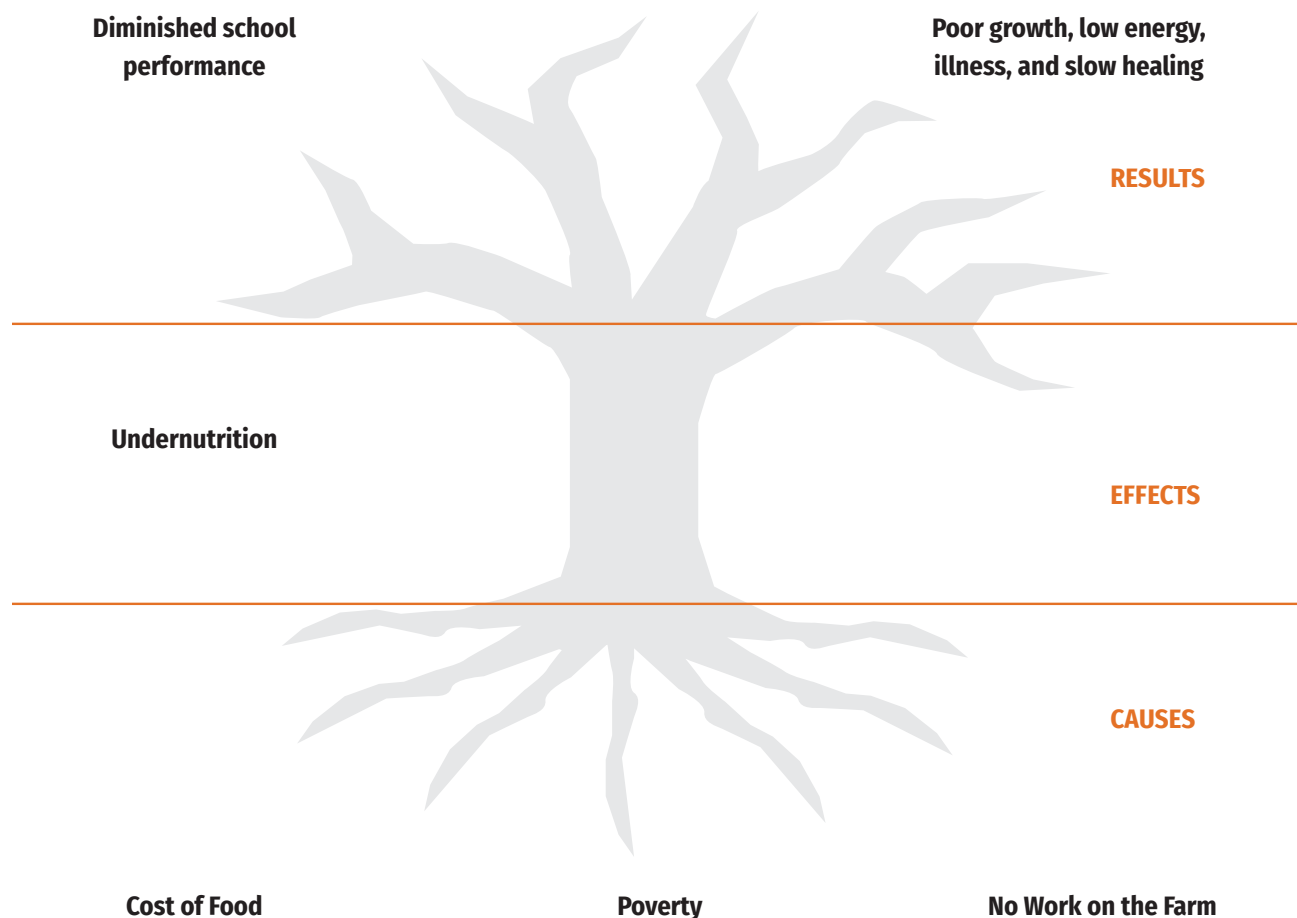 Diminished school
performance
Poor growth, low energy,
illness, and slow healing
RESULTS
Undernutrition
EFFECTS
CAUSES
Cost of Food
Poverty
No Work on the Farm